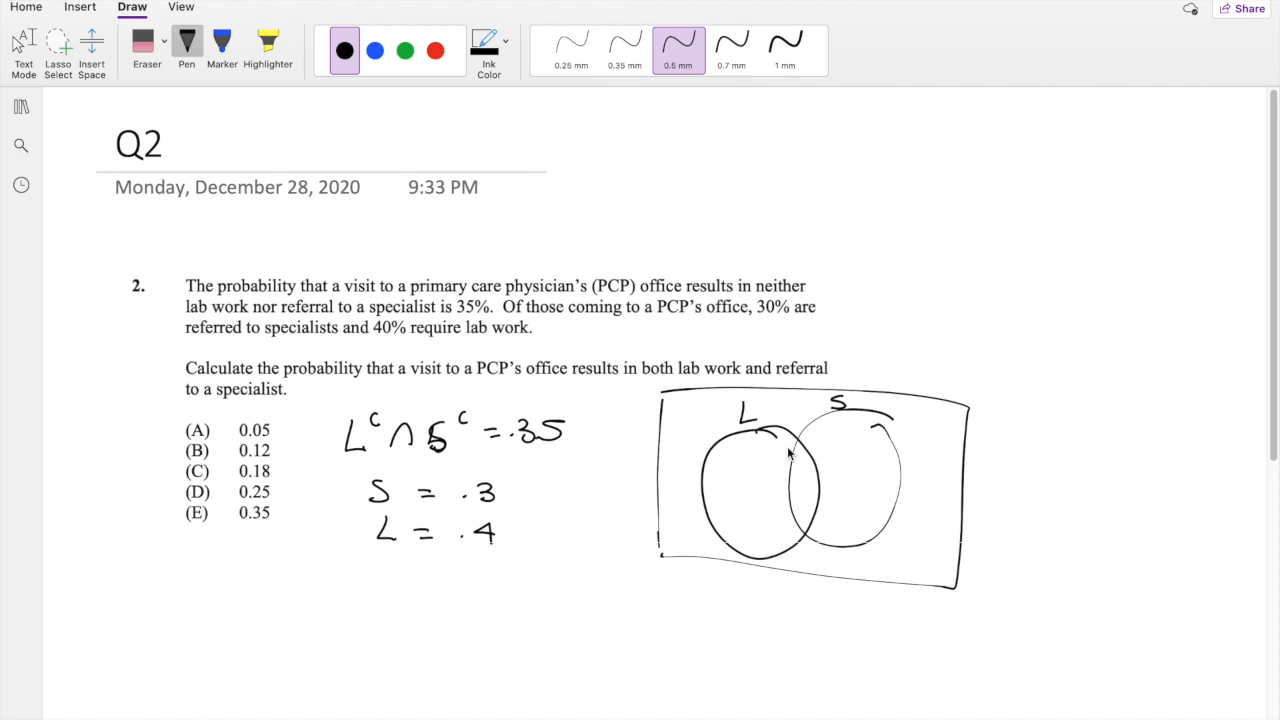 Home Insert Draw View
Share
Text Mode
Lasso Select
Insert Space
Eraser
Pen
Marker
Highlighter
Ink Color
0.25 mm
0.35 mm
0.5 mm
0.7 mm
1 mm
Q2
Monday, December 28, 2020 9:33 PM
2. The probability that a visit to a primary care physician’s (PCP) office results in neither
lab work nor referral to a specialist is 35%. Of those coming to a PCP’s office, 30% are
referred to specialists and 40% require lab work.
Calculate the probability that a visit to a PCP’s office results in both lab work and referral
to a specialist.
(A) 0.05
(B) 0.12
(C) 0.18
(D) 0.25
(E) 0.35
L^c ∩ S^c = .35
S = .3
L = .4
L S